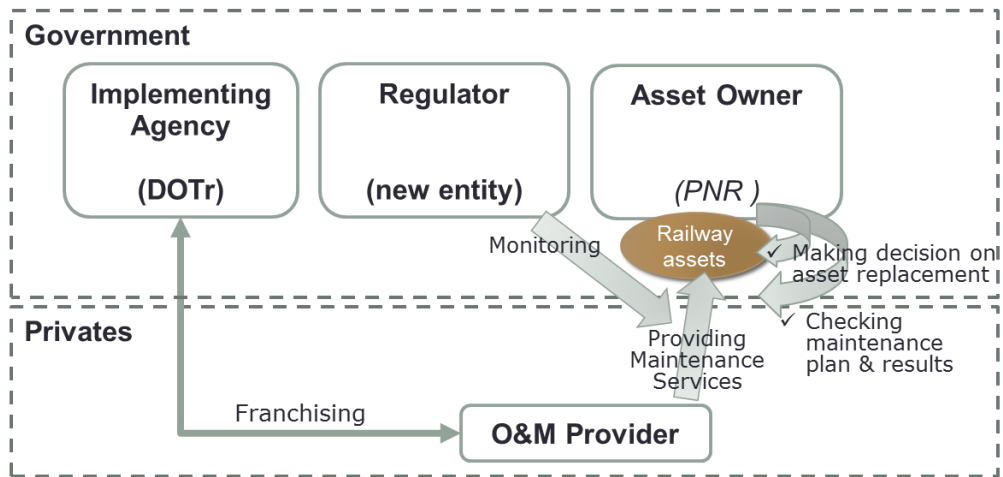 Government
Implementing
Agency
(DOTr)
Regulator
(new entity)
Asset Owner
(PNR )
Railway
assets
Monitoring
✓ Making decision on
asset replacement
✓ Checking
maintenance
plan & results
Privates
Providing
Maintenance
Services
Franchising
O&M Provider